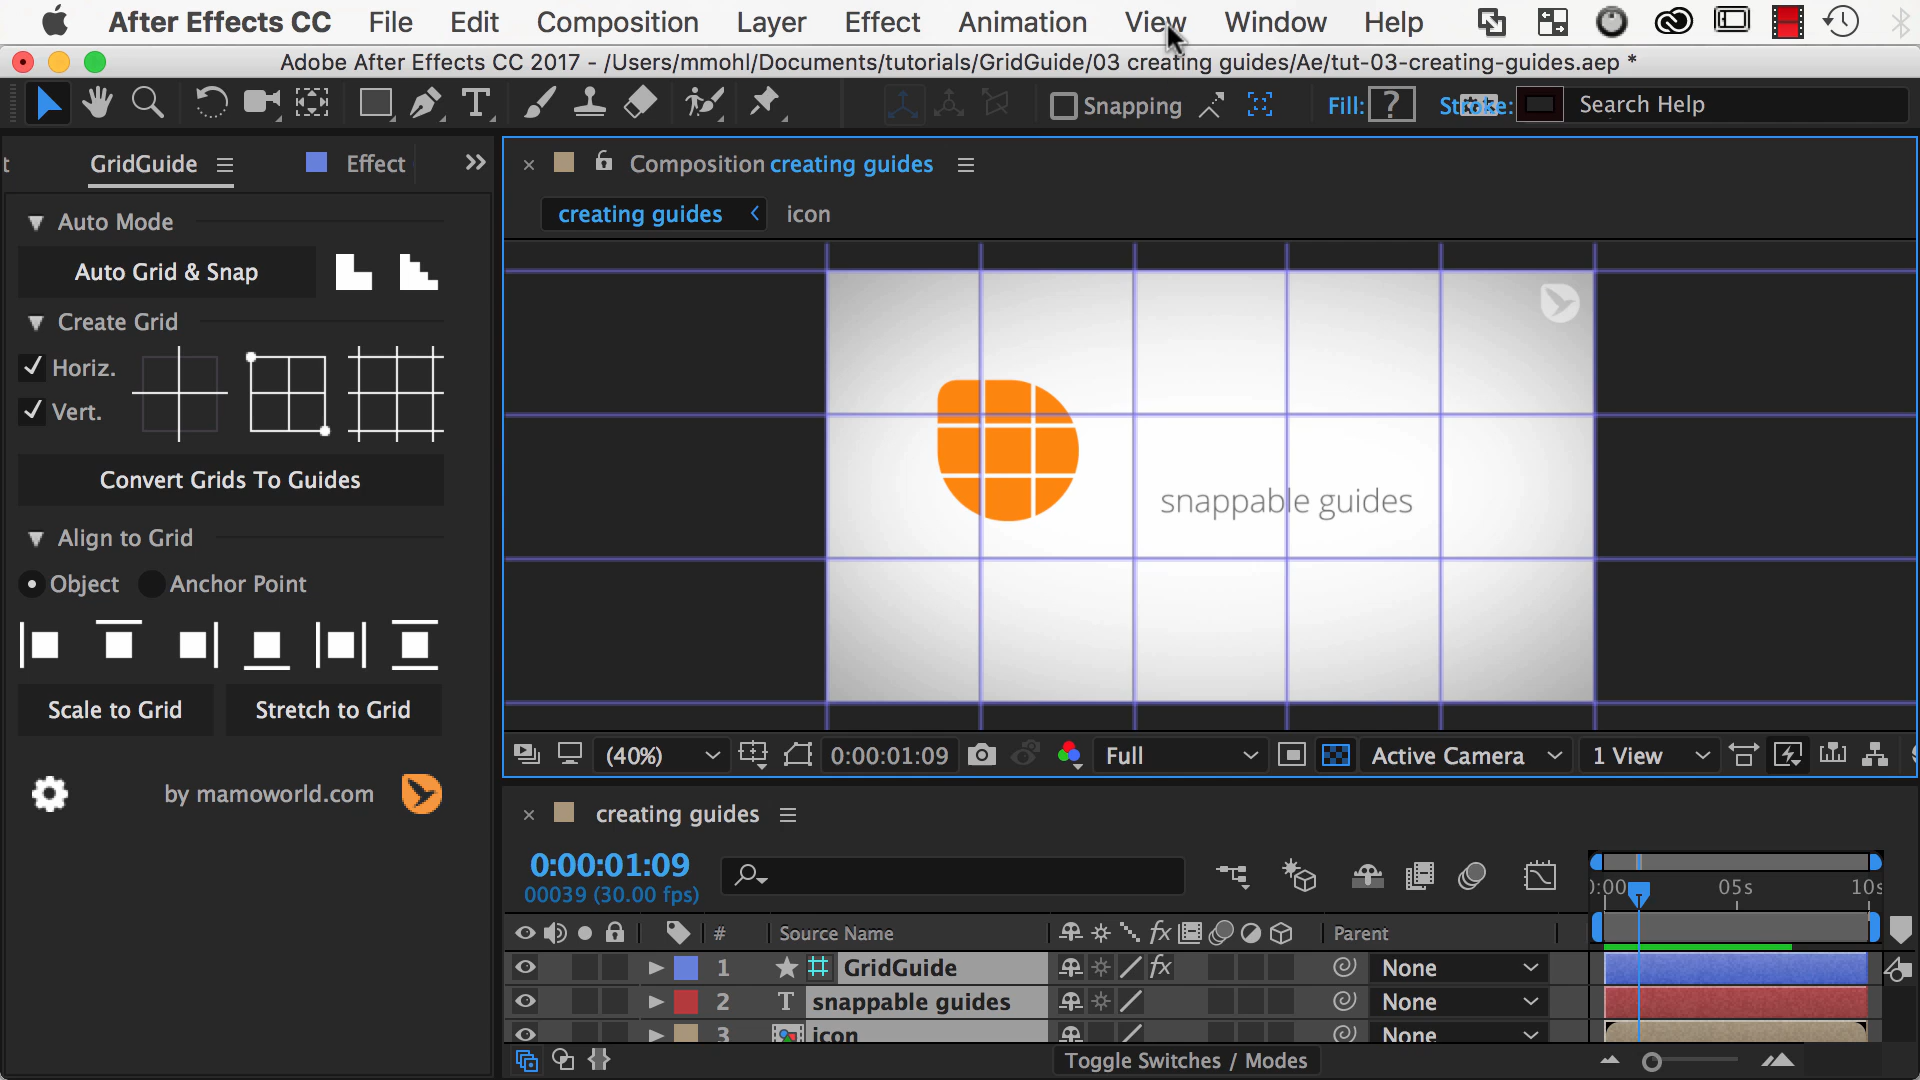 After Effects CC File Edit Composition Layer Effect Animation View Window Help
Adobe After Effects CC 2017 - /Users/mmohl/Documents/tutorials/GridGuide/03 creating guides/Ae/tut-03-creating-guides.aep *
Snapping Fill: ? Stroke: Search Help
t GridGuide Effect
Composition creating guides
creating guides icon
Auto Mode
Auto Grid & Snap
Create Grid
Horiz.
Vert.
Convert Grids To Guides
Align to Grid
Object Anchor Point
Scale to Grid Stretch to Grid
by mamoworld.com
snappable guides
(40%) 0:00:01:09 Full Active Camera 1 View
creating guides
0:00:01:09
00039 (30.00 fps)
):00 05s 10s
# Source Name fx Parent
1 GridGuide fx None
2 T snappable guides None
3 icon None
Toggle Switches / Modes